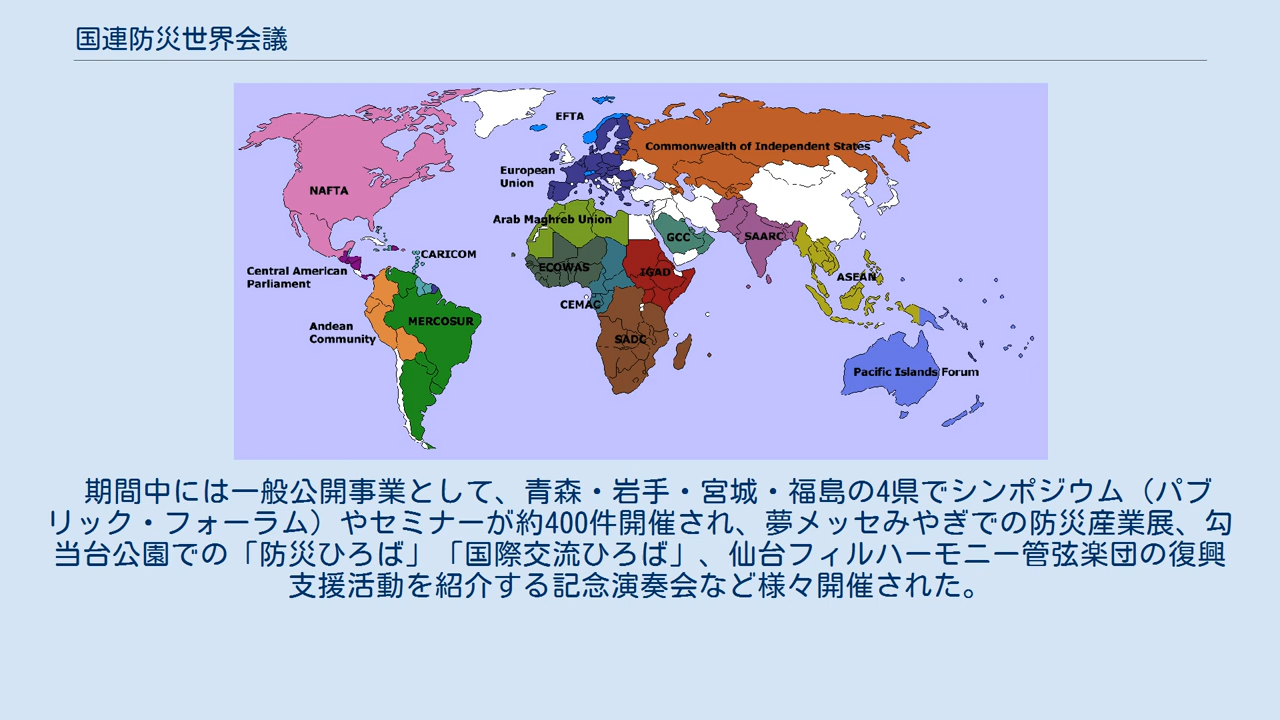 国連防災世界会議
EFTA
Commonwealth of Independent States
European
Union
NAFTA
Arab Maghreb Union
GCC
SAARC
CARICOM
ECOWAS
IGAD
Central American
Parliament
ASEAN
CEMAC
MERCOSUR
Andean
Community
SADC
Pacific Islands Forum
期間中には一般公開事業として、青森・岩手・宮城・福島の4県でシンポジウム（パブ
リック・フォーラム）やセミナーが約400件開催され、夢メッセみやぎでの防災産業展、勾
当台公園での「防災ひろば」「国際交流ひろば」、仙台フィルハーモニー管弦楽団の復興
支援活動を紹介する記念演奏会など様々開催された。